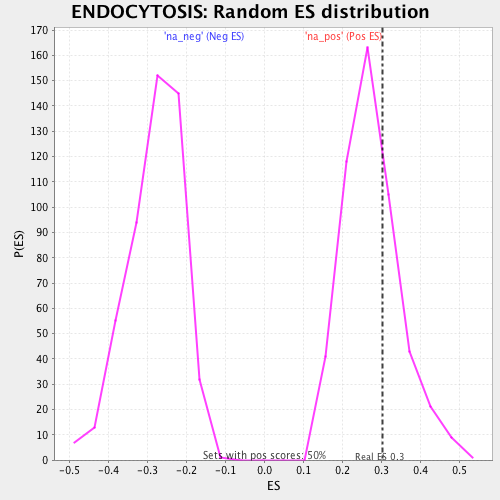 ENDOCYTOSIS: Random ES distribution
'na_neg' (Neg ES)
'na_pos' (Pos ES)
170
160
150
140
130
120
110
100
90
80
70
60
50
40
30
20
10
0
P(ES)
Sets with pos scores: 50%
Real ES 0.3
-0.5 -0.4 -0.3 -0.2 -0.1 0.0 0.1 0.2 0.3 0.4 0.5
ES